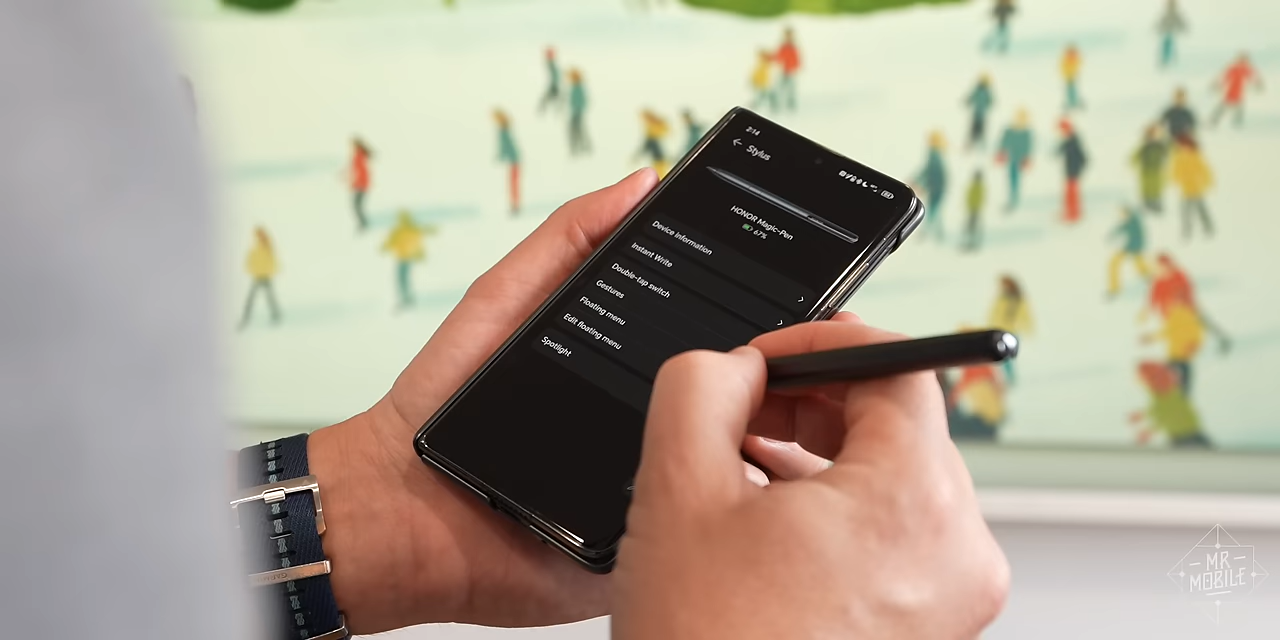 2:14
Stylus
HONOR Magic-Pen
67%
Device information
Instant Write
Double-tap switch
Gestures
Floating menu
Edit floating menu
Spotlight
MR
MOBILE